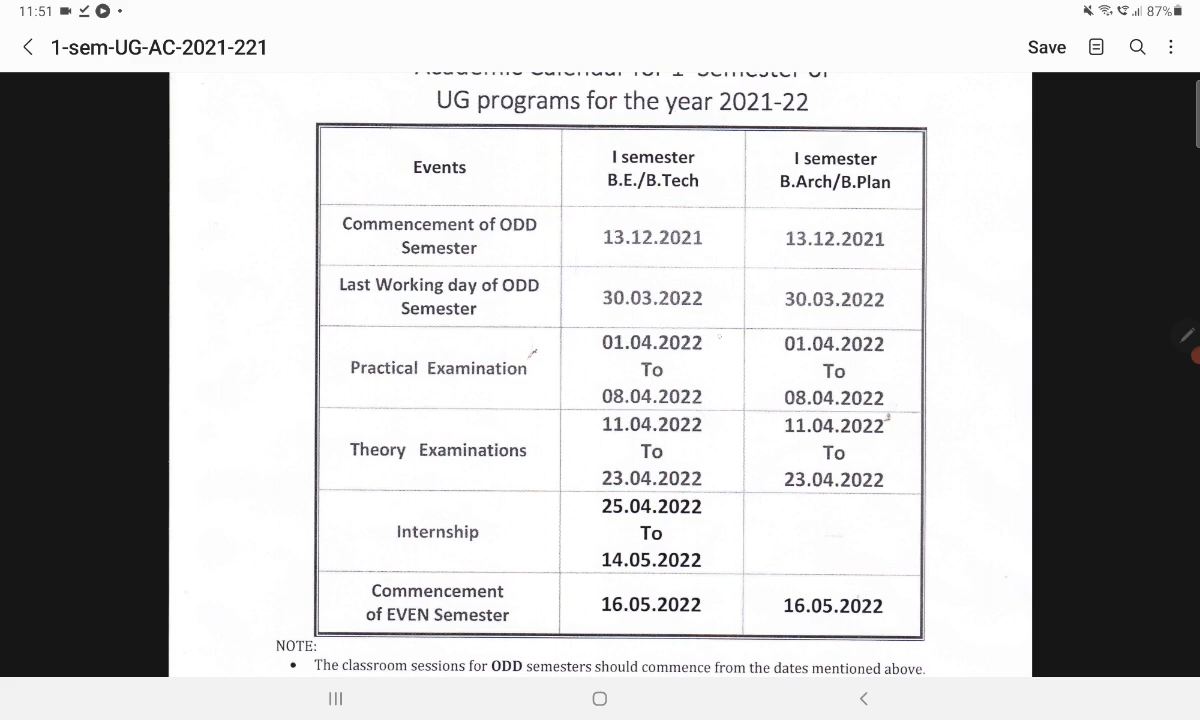 11:51
87%
1-sem-UG-AC-2021-221
Save
UG programs for the year 2021-22
Events
I semester
B.E./B.Tech
I semester
B.Arch/B.Plan
Commencement of ODD
Semester
13.12.2021
13.12.2021
Last Working day of ODD
Semester
30.03.2022
30.03.2022
Practical Examination
01.04.2022
To
08.04.2022
01.04.2022
To
08.04.2022
Theory Examinations
11.04.2022
To
23.04.2022
11.04.2022
To
23.04.2022
Internship
25.04.2022
To
14.05.2022
Commencement
of EVEN Semester
16.05.2022
16.05.2022
NOTE:
• The classroom sessions for ODD semesters should commence from the dates mentioned above.